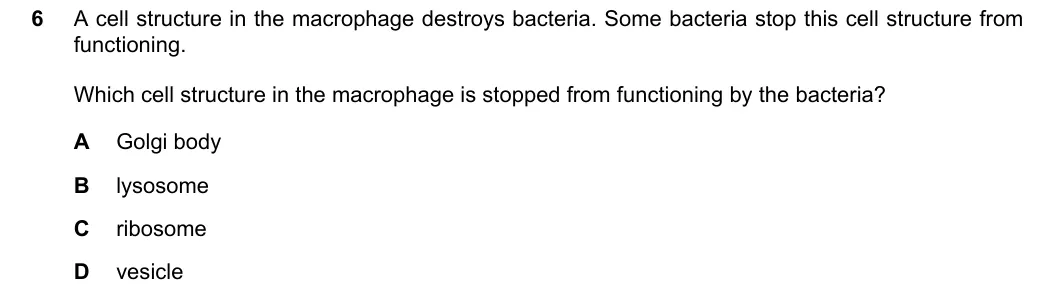 6 A cell structure in the macrophage destroys bacteria. Some bacteria stop this cell structure from
functioning.
Which cell structure in the macrophage is stopped from functioning by the bacteria?
A Golgi body
B lysosome
C ribosome
D vesicle